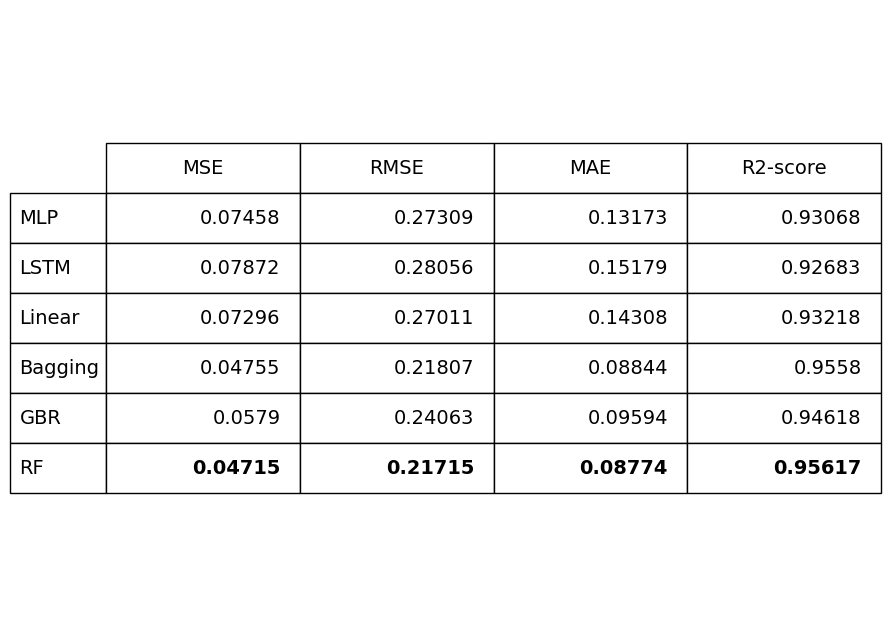 MSE RMSE MAE R2-score
MLP 0.07458 0.27309 0.13173 0.93068
LSTM 0.07872 0.28056 0.15179 0.92683
Linear 0.07296 0.27011 0.14308 0.93218
Bagging 0.04755 0.21807 0.08844 0.9558
GBR 0.0579 0.24063 0.09594 0.94618
RF 0.04715 0.21715 0.08774 0.95617